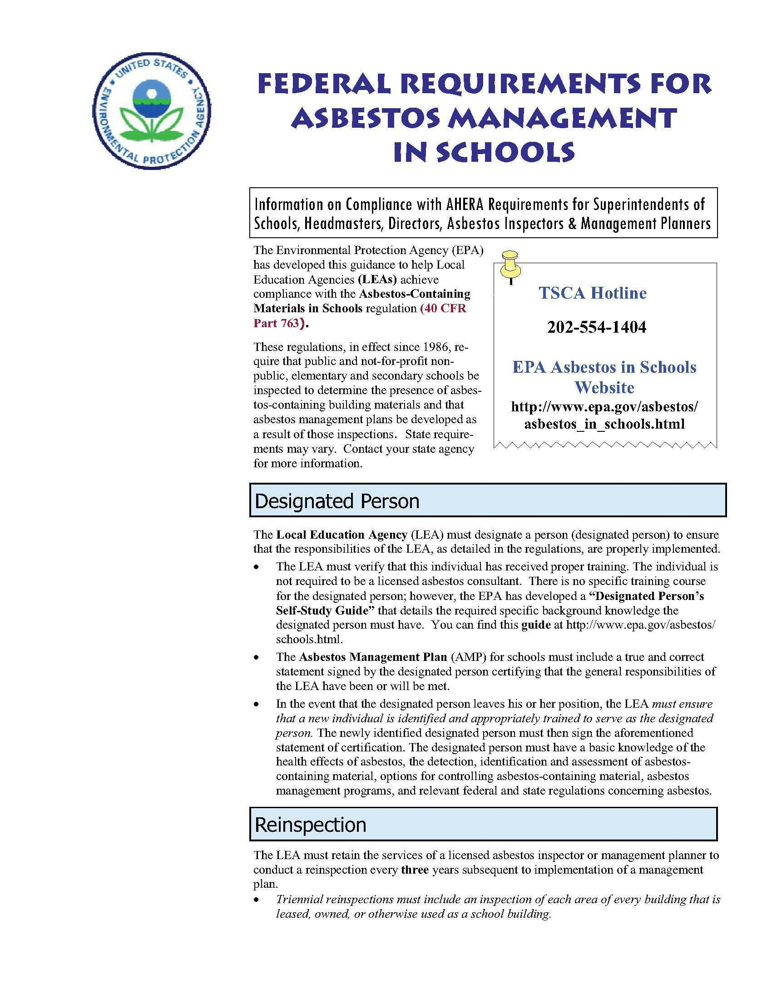 UNITED STATES
ENVIRONMENTAL PROTECTION AGENCY
FEDERAL REQUIREMENTS FOR
ASBESTOS MANAGEMENT
IN SCHOOLS
Information on Compliance with AHERA Requirements for Superintendents of
Schools, Headmasters, Directors, Asbestos Inspectors & Management Planners
The Environmental Protection Agency (EPA)
has developed this guidance to help Local
Education Agencies (LEAs) achieve
compliance with the Asbestos-Containing
Materials in Schools regulation (40 CFR
Part 763).
These regulations, in effect since 1986, re-
quire that public and not-for-profit non-
public, elementary and secondary schools be
inspected to determine the presence of asbes-
tos-containing building materials and that
asbestos management plans be developed as
a result of those inspections. State require-
ments may vary. Contact your state agency
for more information.
TSCA Hotline
202-554-1404
EPA Asbestos in Schools
Website
http://www.epa.gov/asbestos/
asbestos_in_schools.html
Designated Person
The Local Education Agency (LEA) must designate a person (designated person) to ensure
that the responsibilities of the LEA, as detailed in the regulations, are properly implemented.
• The LEA must verify that this individual has received proper training. The individual is
not required to be a licensed asbestos consultant. There is no specific training course
for the designated person; however, the EPA has developed a “Designated Person’s
Self-Study Guide” that details the required specific background knowledge the
designated person must have. You can find this guide at http://www.epa.gov/asbestos/
schools.html.
• The Asbestos Management Plan (AMP) for schools must include a true and correct
statement signed by the designated person certifying that the general responsibilities of
the LEA have been or will be met.
• In the event that the designated person leaves his or her position, the LEA must ensure
that a new individual is identified and appropriately trained to serve as the designated
person. The newly identified designated person must then sign the aforementioned
statement of certification. The designated person must have a basic knowledge of the
health effects of asbestos, the detection, identification and assessment of asbestos-
containing material, options for controlling asbestos-containing material, asbestos
management programs, and relevant federal and state regulations concerning asbestos.
Reinspection
The LEA must retain the services of a licensed asbestos inspector or management planner to
conduct a reinspection every three years subsequent to implementation of a management
plan.
• Triennial reinspections must include an inspection of each area of every building that is
leased, owned, or otherwise used as a school building.